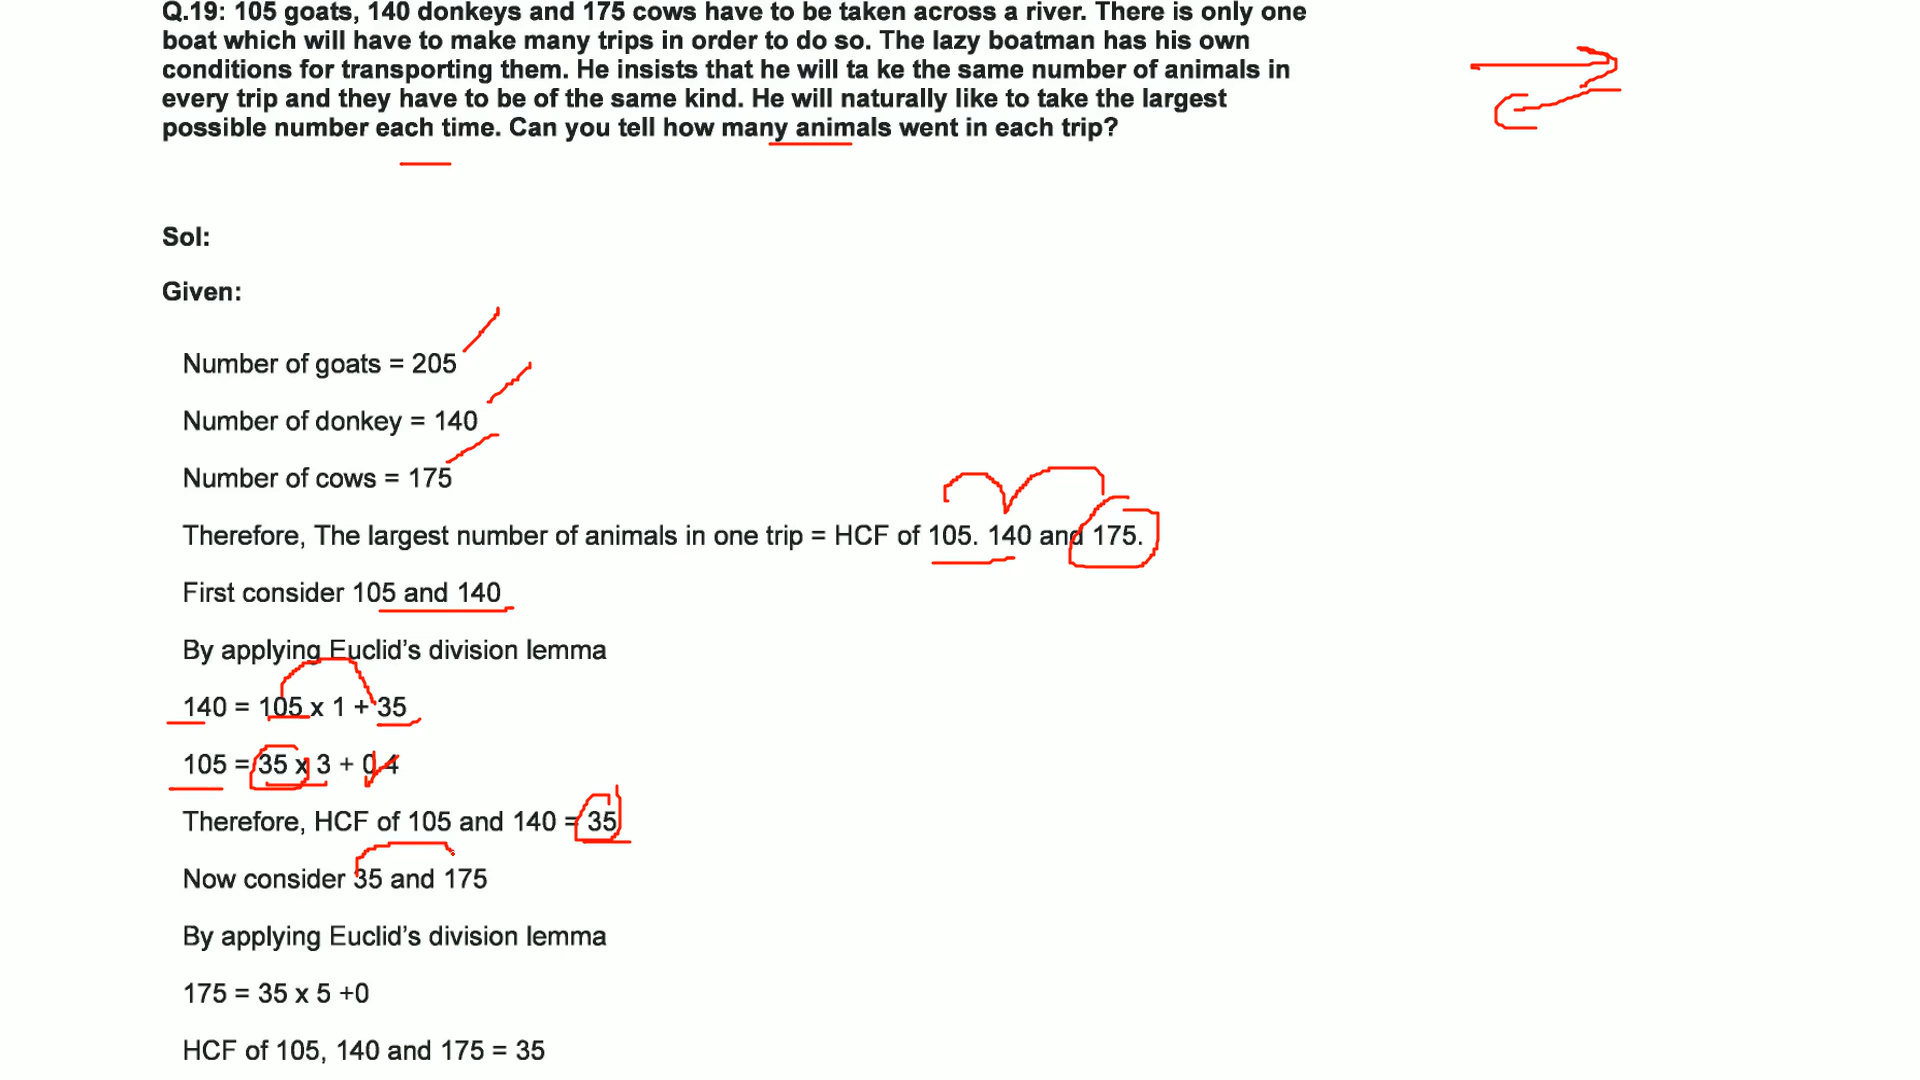 Q.19: 105 goats, 140 donkeys and 175 cows have to be taken across a river. There is only one
boat which will have to make many trips in order to do so. The lazy boatman has his own
conditions for transporting them. He insists that he will ta ke the same number of animals in
every trip and they have to be of the same kind. He will naturally like to take the largest
possible number each time. Can you tell how many animals went in each trip?
Sol:
Given:
Number of goats = 205
Number of donkey = 140
Number of cows = 175
Therefore, The largest number of animals in one trip = HCF of 105. 140 and 175.
First consider 105 and 140
By applying Euclid’s division lemma
140 = 105 x 1 + 35
105 = 35 x 3 + 0 4
Therefore, HCF of 105 and 140 = 35
Now consider 35 and 175
By applying Euclid’s division lemma
175 = 35 x 5 +0
HCF of 105, 140 and 175 = 35